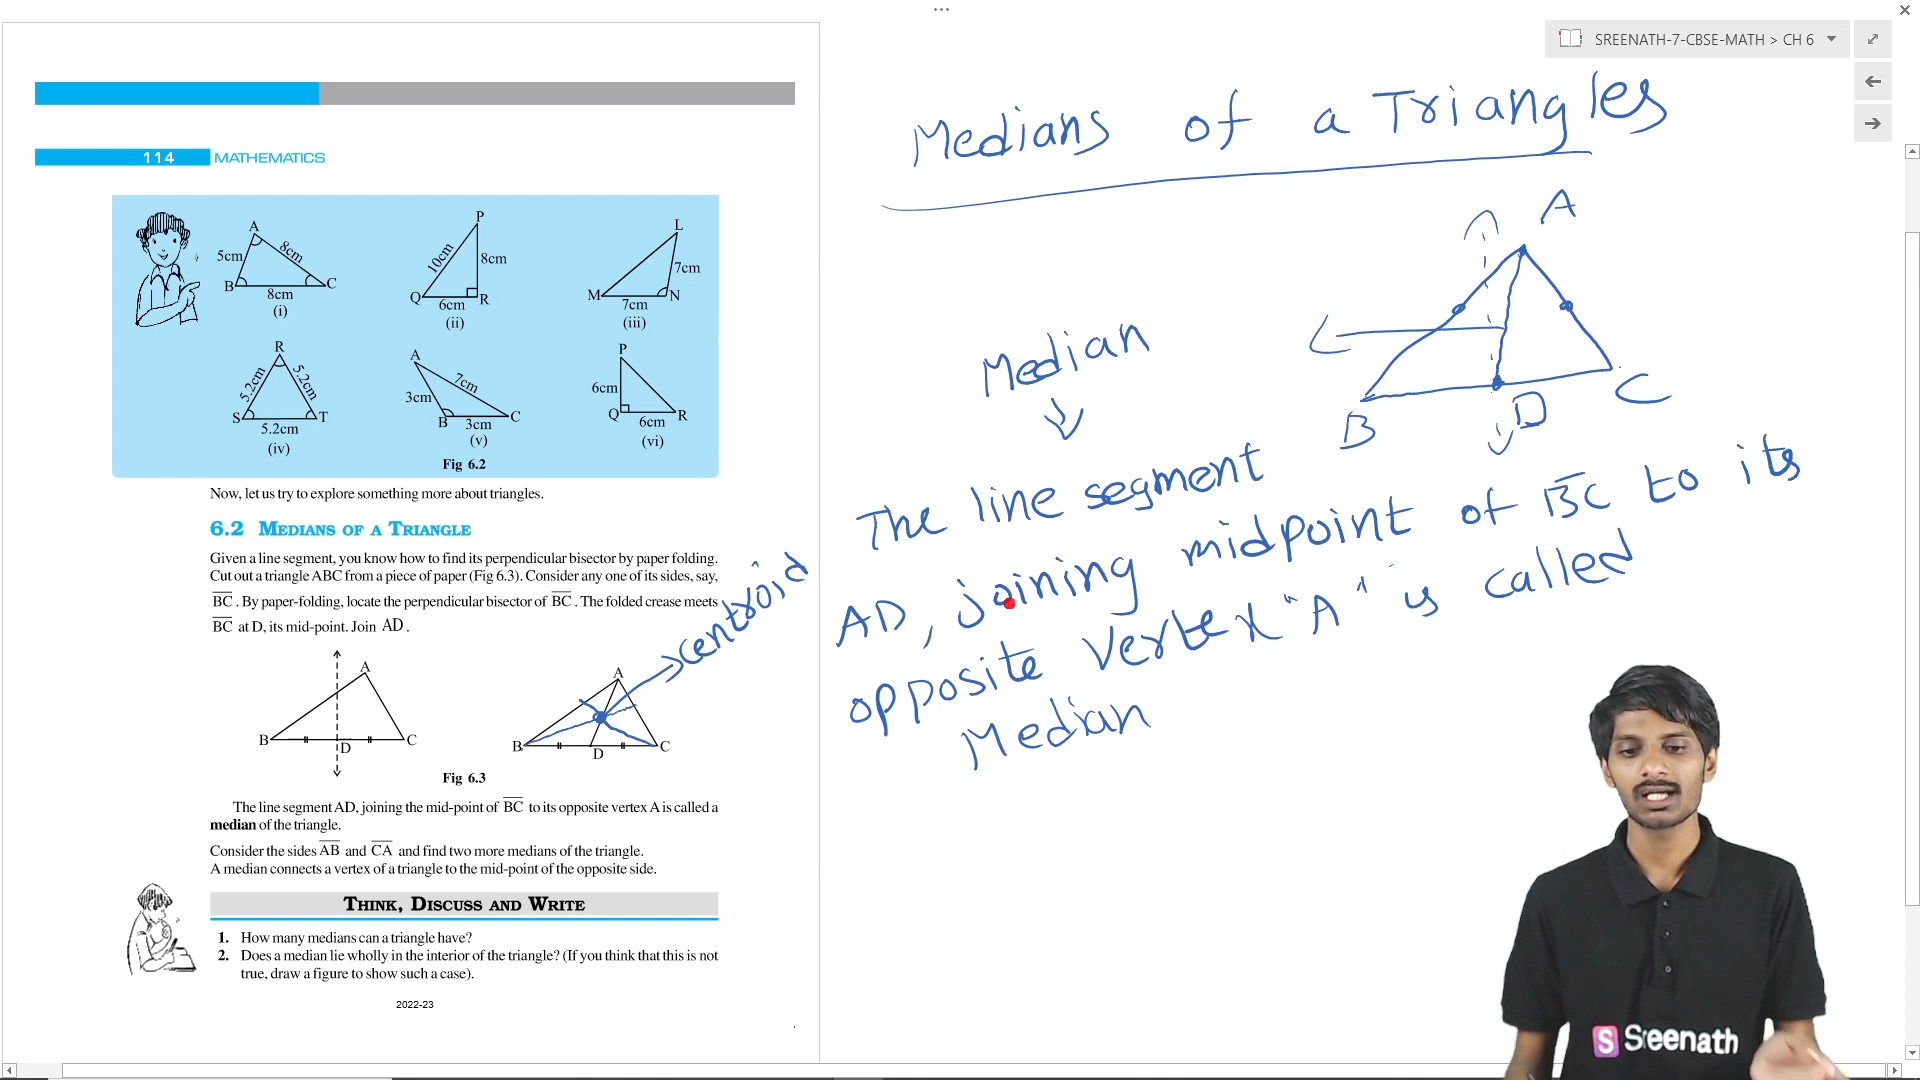 SREENATH-7-CBSE-MATH > CH 6
114 MATHEMATICS
A
5cm
8cm
B
C
8cm
(i)
P
10cm
8cm
Q
R
6cm
(ii)
L
7cm
M
N
7cm
(iii)
R
5.2cm
5.2cm
S
T
5.2cm
(iv)
A
7cm
3cm
B
C
3cm
(v)
P
6cm
Q
R
6cm
(vi)
Fig 6.2
Now, let us try to explore something more about triangles.
6.2 MEDIANS OF A TRIANGLE
Given a line segment, you know how to find its perpendicular bisector by paper folding.
Cut out a triangle ABC from a piece of paper (Fig 6.3). Consider any one of its sides, say,
BC. By paper-folding, locate the perpendicular bisector of BC. The folded crease meets
BC at D, its mid-point. Join AD.
A
B
D
C
A
B
D
C
centroid
Fig 6.3
The line segment AD, joining the mid-point of BC to its opposite vertex A is called a
median of the triangle.
Consider the sides AB and CA and find two more medians of the triangle.
A median connects a vertex of a triangle to the mid-point of the opposite side.
THINK, DISCUSS AND WRITE
1. How many medians can a triangle have?
2. Does a median lie wholly in the interior of the triangle? (If you think that this is not
true, draw a figure to show such a case).
2022-23
Medians of a Triangles
A
B
D
C
Median
The line segment
AD, joining midpoint of BC to its
opposite vertex "A" is called
Median
S Sreenath